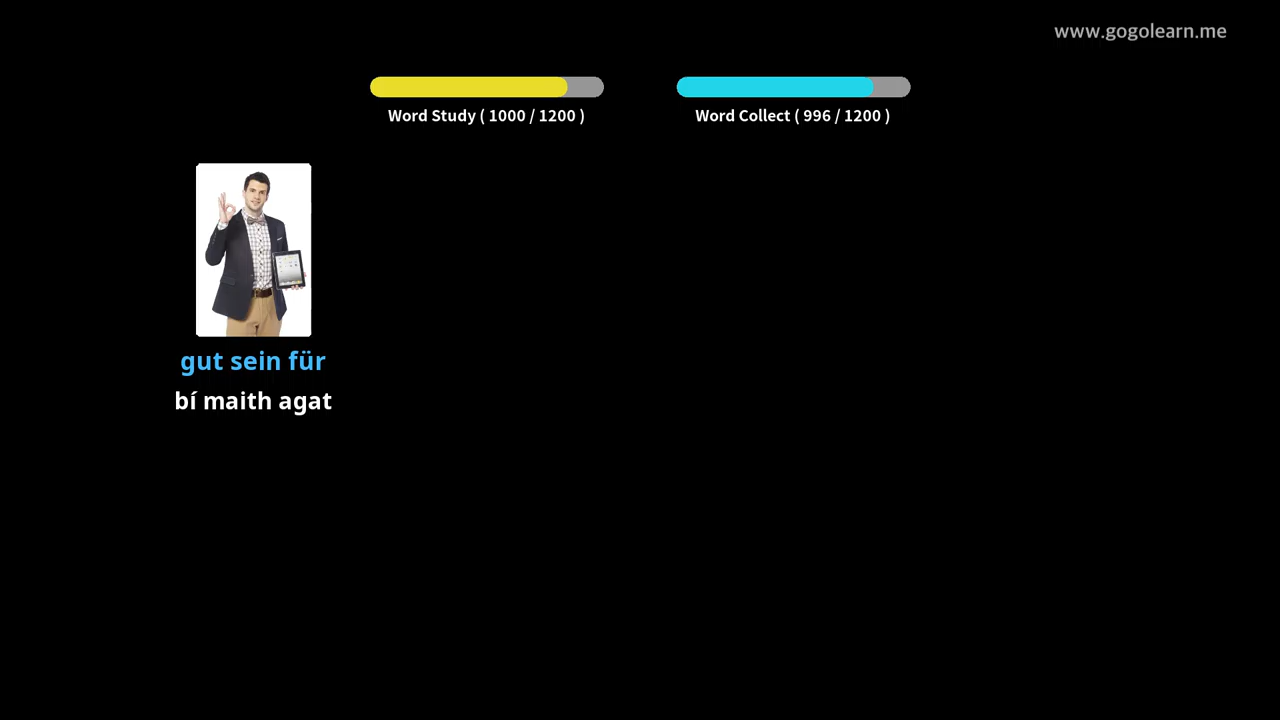 www.gogolearn.me
Word Study ( 1000 / 1200 )
Word Collect ( 996 / 1200 )
gut sein für
bí maith agat